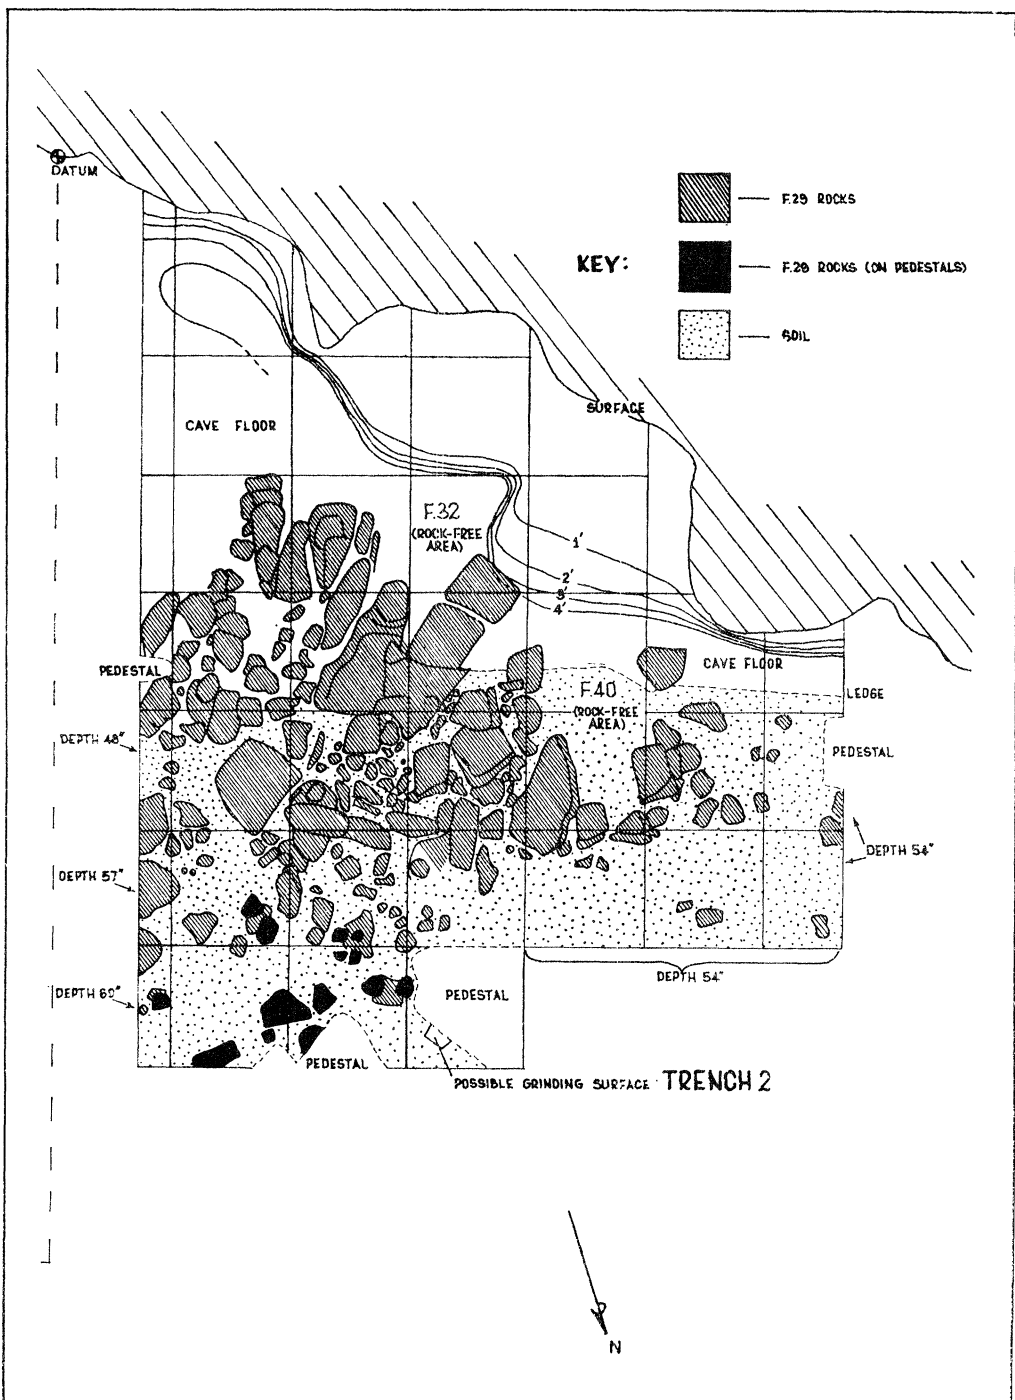 DATUM
F.29 ROCKS
KEY:
F.29 ROCKS (ON PEDESTALS)
SOIL
SURFACE
CAVE FLOOR
F.32
(ROCK-FREE
AREA)
1'
2'
3'
4'
PEDESTAL
CAVE FLOOR
F.40
(ROCK-FREE
AREA)
LEDGE
DEPTH 48"
PEDESTAL
DEPTH 54"
DEPTH 57"
DEPTH 54"
DEPTH 60"
PEDESTAL
PEDESTAL
POSSIBLE GRINDING SURFACE
TRENCH 2
N